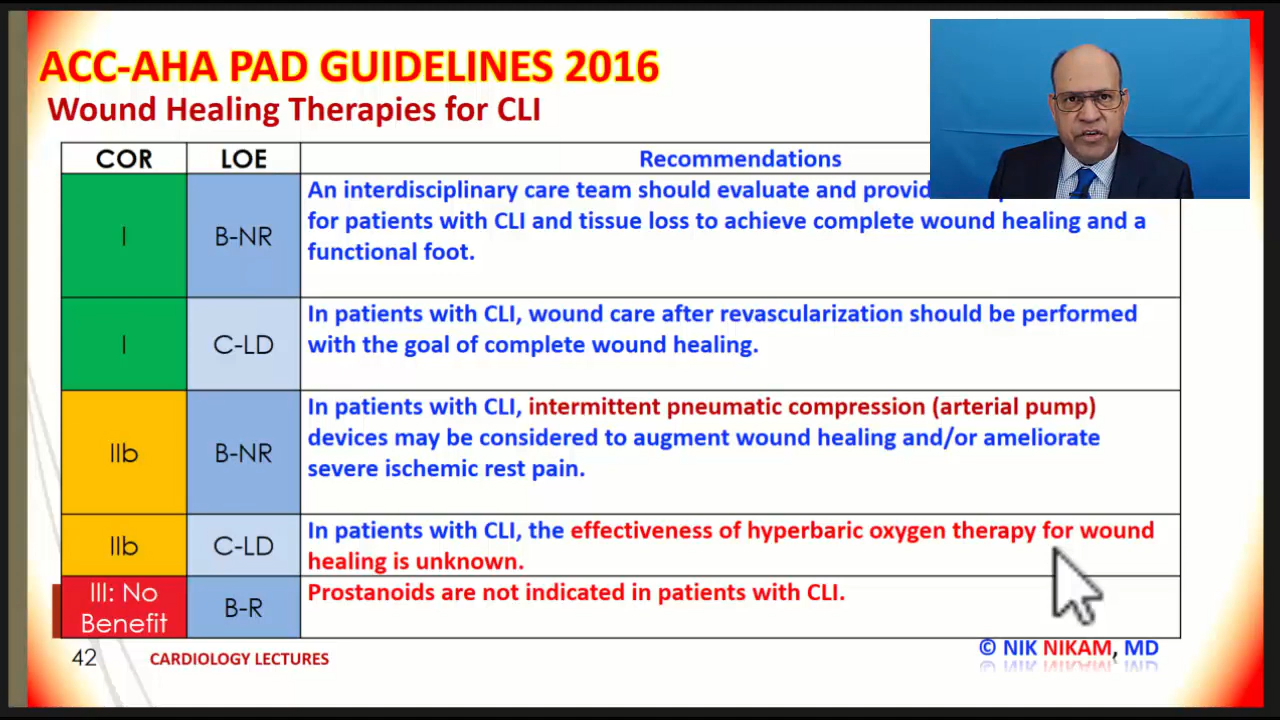 ACC-AHA PAD GUIDELINES 2016
Wound Healing Therapies for CLI
COR LOE Recommendations
I B-NR An interdisciplinary care team should evaluate and
for patients with CLI and tissue loss to achieve complete wound healing and a
functional foot.
I C-LD In patients with CLI, wound care after revascularization should be performed
with the goal of complete wound healing.
IIb B-NR In patients with CLI, intermittent pneumatic compression (arterial pump)
devices may be considered to augment wound healing and/or ameliorate
severe ischemic rest pain.
IIb C-LD In patients with CLI, the effectiveness of hyperbaric oxygen therapy for wound
healing is unknown.
III: No
Benefit B-R Prostanoids are not indicated in patients with CLI.
42 CARDIOLOGY LECTURES © NIK NIKAM, MD